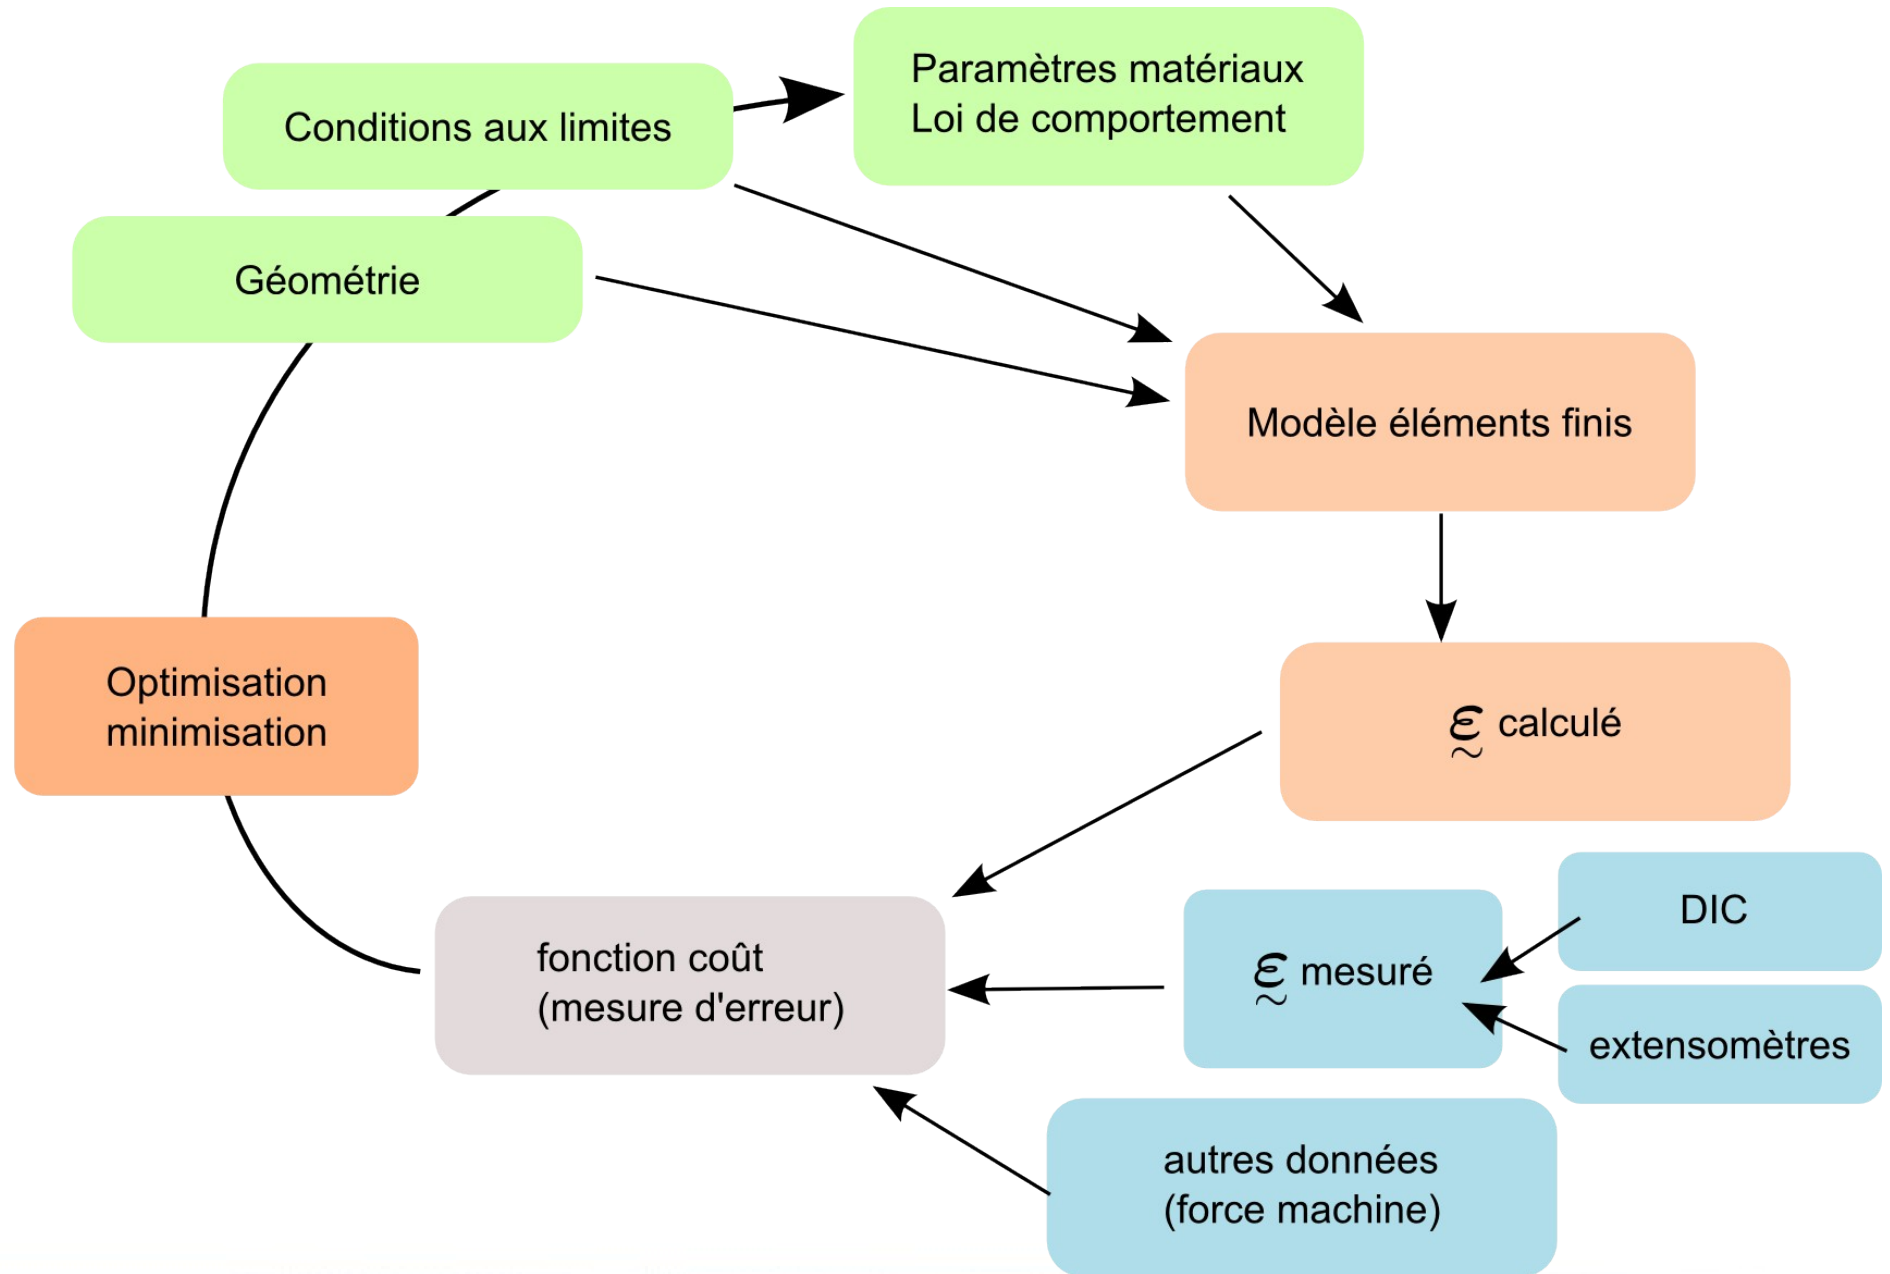 Paramètres matériaux
Loi de comportement
Conditions aux limites
Géométrie
Modèle éléments finis
Optimisation
minimisation
ε̰ calculé
DIC
fonction coût
(mesure d'erreur)
ε̰ mesuré
extensomètres
autres données
(force machine)